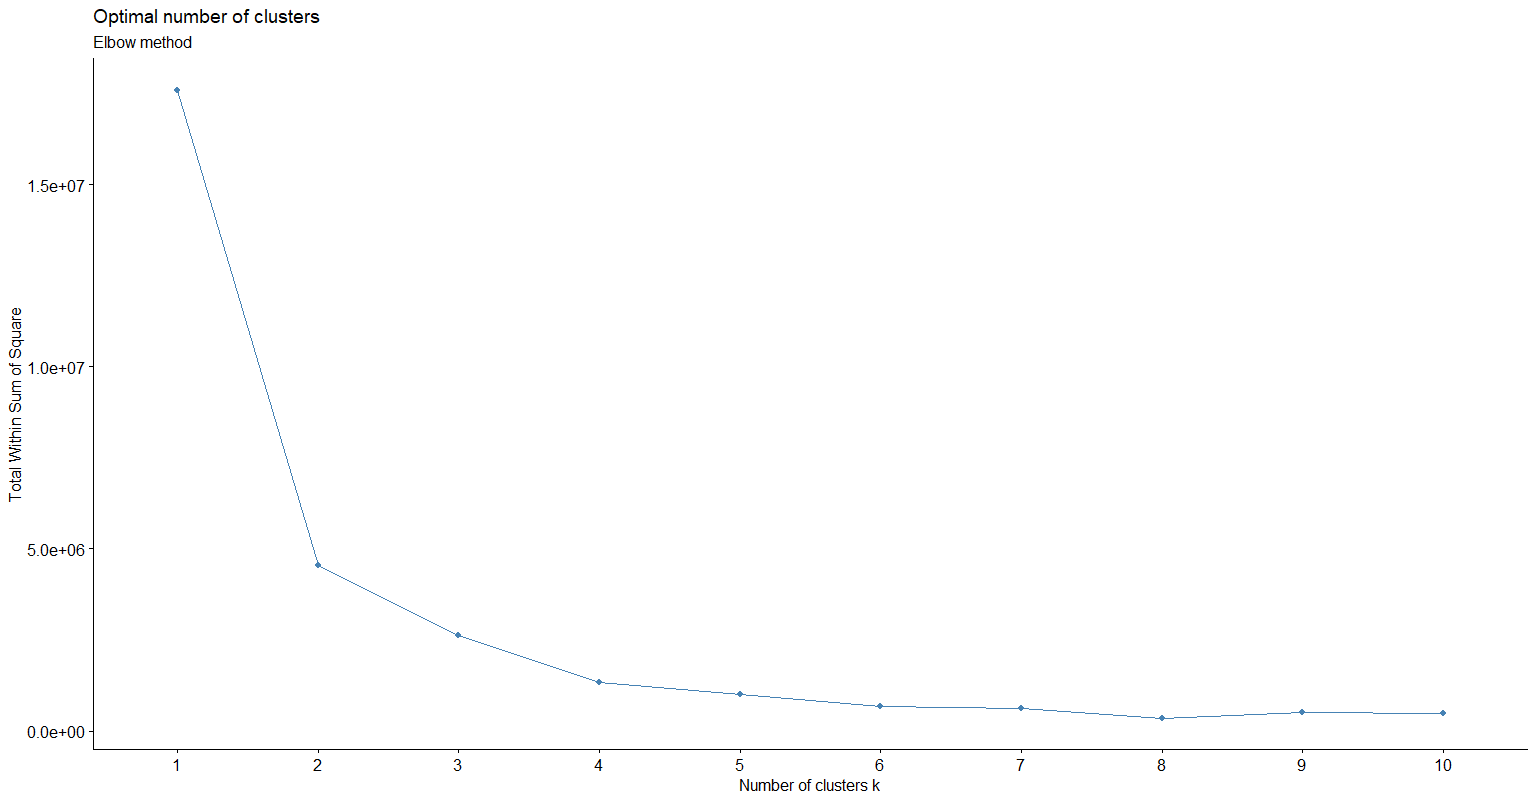 Optimal number of clusters
Elbow method
Total Within Sum of Square
1.5e+07
1.0e+07
5.0e+06
0.0e+00
1 2 3 4 5 6 7 8 9 10
Number of clusters k